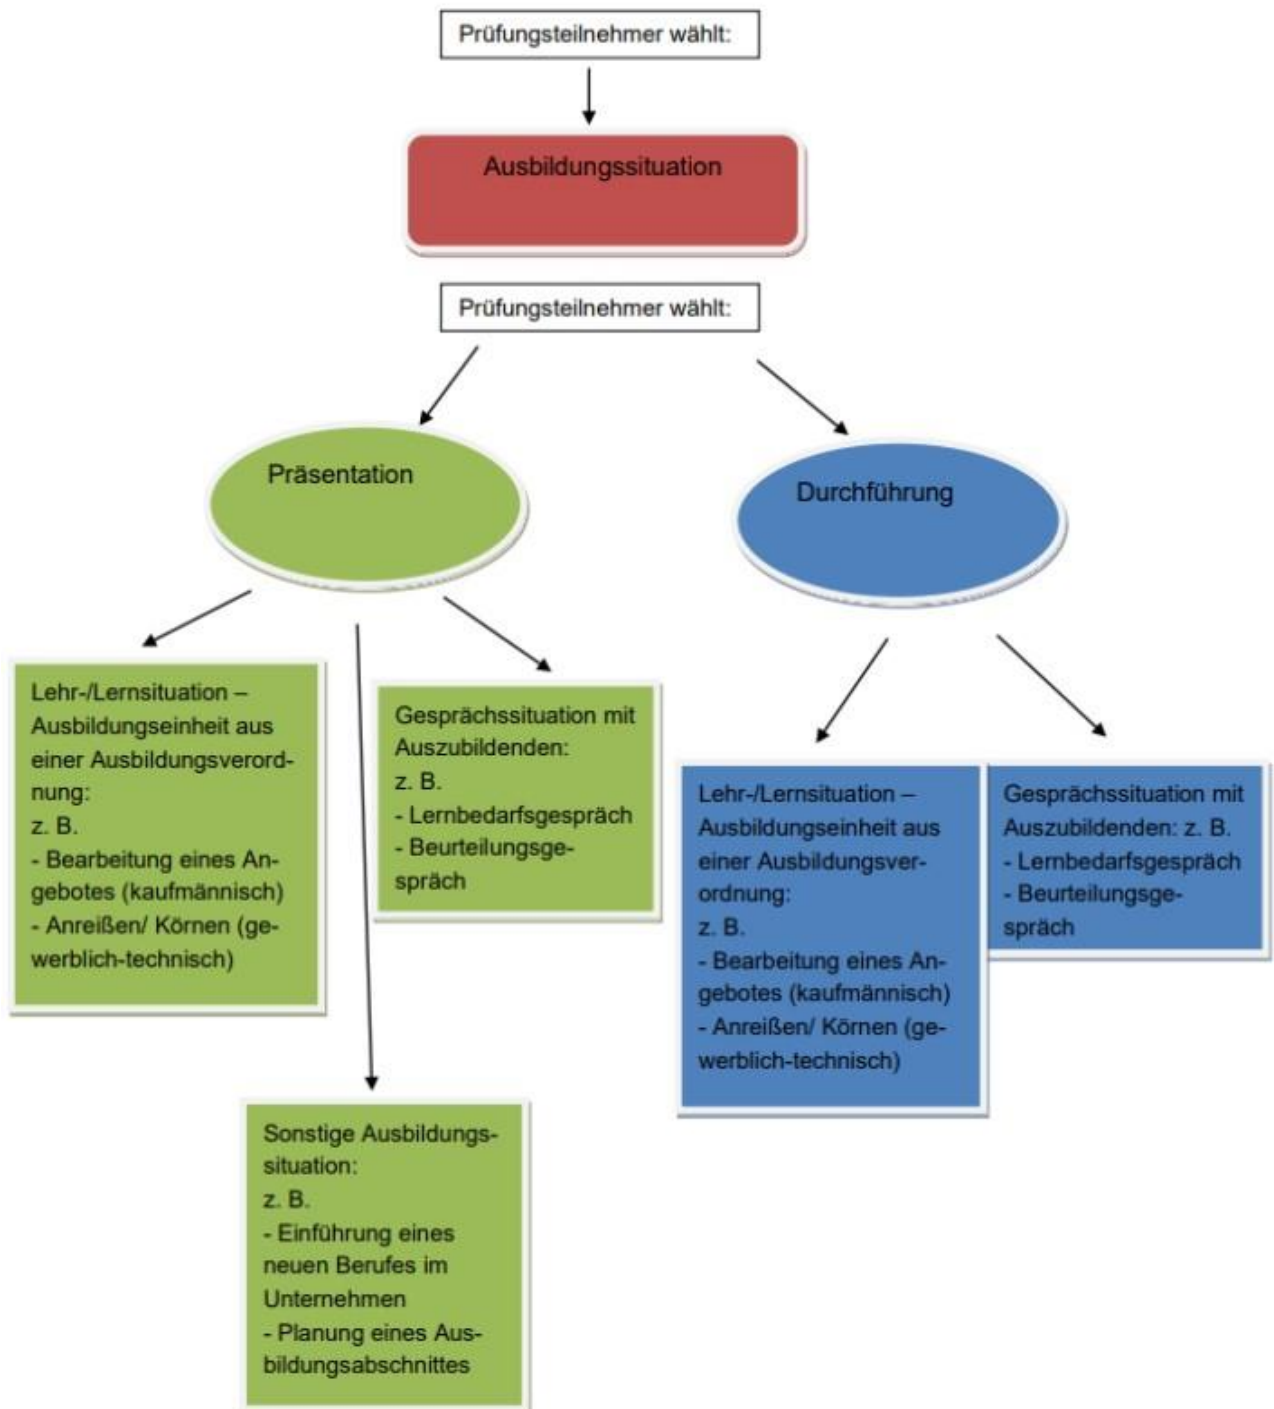 Prüfungsteilnehmer wählt:
Ausbildungssituation
Prüfungsteilnehmer wählt:
Präsentation
Durchführung
Lehr-/Lernsituation –
Ausbildungseinheit aus
einer Ausbildungsverord-
nung:
z. B.
- Bearbeitung eines An-
gebotes (kaufmännisch)
- Anreißen/ Körnen (ge-
werblich-technisch)
Gesprächssituation mit
Auszubildenden:
z. B.
- Lernbedarfsgespräch
- Beurteilungsge-
spräch
Lehr-/Lernsituation –
Ausbildungseinheit aus
einer Ausbildungsver-
ordnung:
z. B.
- Bearbeitung eines An-
gebotes (kaufmännisch)
- Anreißen/ Körnen (ge-
werblich-technisch)
Gesprächssituation mit
Auszubildenden: z. B.
- Lernbedarfsgespräch
- Beurteilungsge-
spräch
Sonstige Ausbildungs-
situation:
z. B.
- Einführung eines
neuen Berufes im
Unternehmen
- Planung eines Aus-
bildungsabschnittes